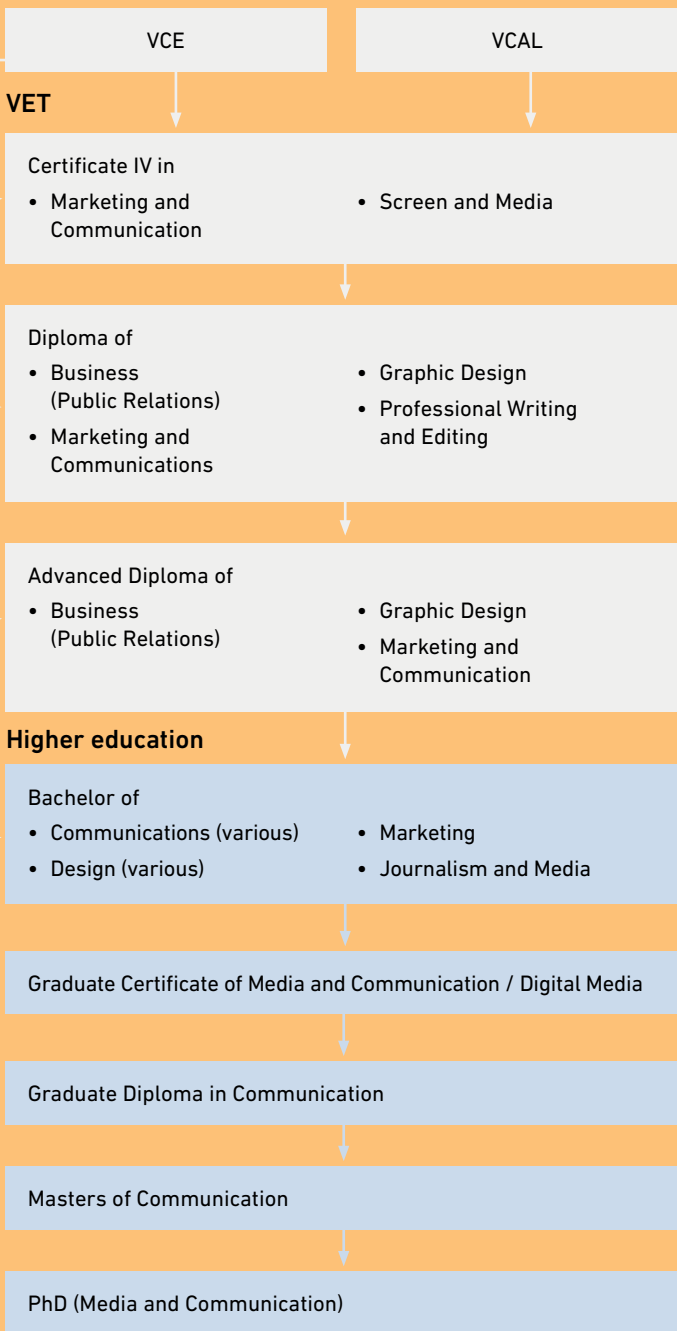 VCE
VCAL
VET
Certificate IV in
• Marketing and
Communication
• Screen and Media
Diploma of
• Business
(Public Relations)
• Marketing and
Communications
• Graphic Design
• Professional Writing
and Editing
Advanced Diploma of
• Business
(Public Relations)
• Graphic Design
• Marketing and
Communication
Higher education
Bachelor of
• Communications (various)
• Design (various)
• Marketing
• Journalism and Media
Graduate Certificate of Media and Communication / Digital Media
Graduate Diploma in Communication
Masters of Communication
PhD (Media and Communication)